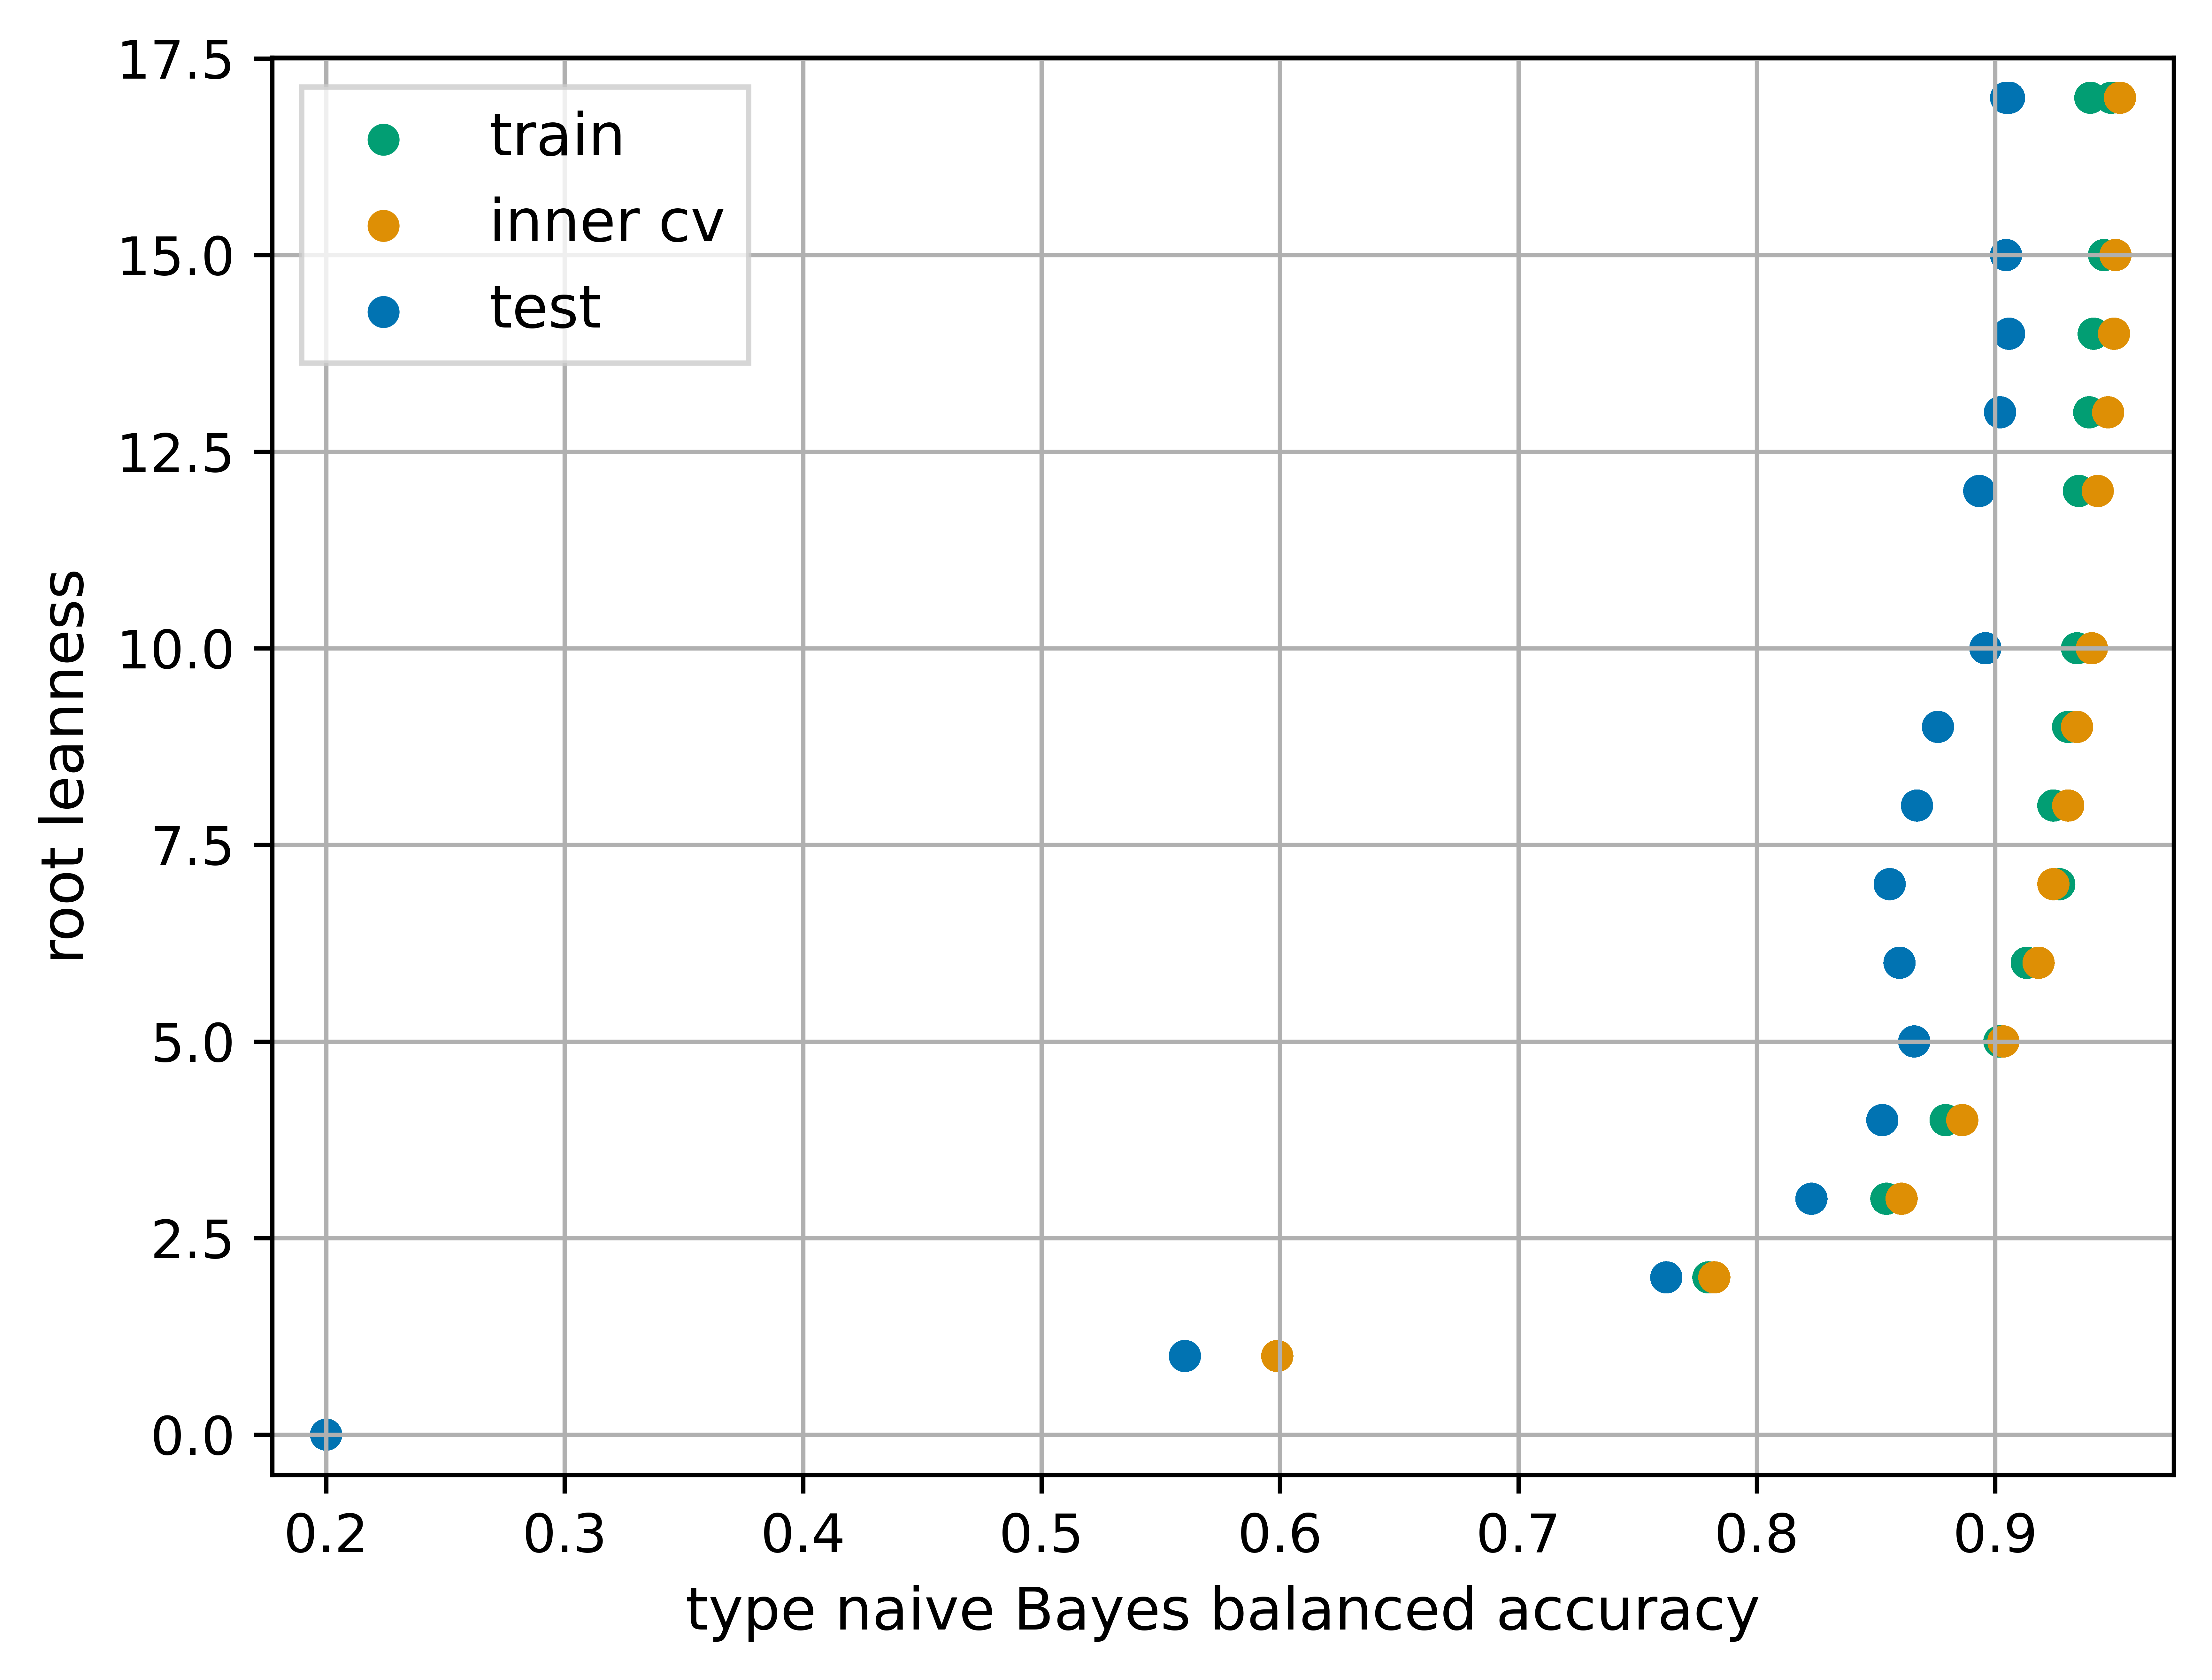 17.5
15.0
12.5
10.0
7.5
5.0
2.5
0.0
root leanness
train
inner cv
test
0.2 0.3 0.4 0.5 0.6 0.7 0.8 0.9
type naive Bayes balanced accuracy